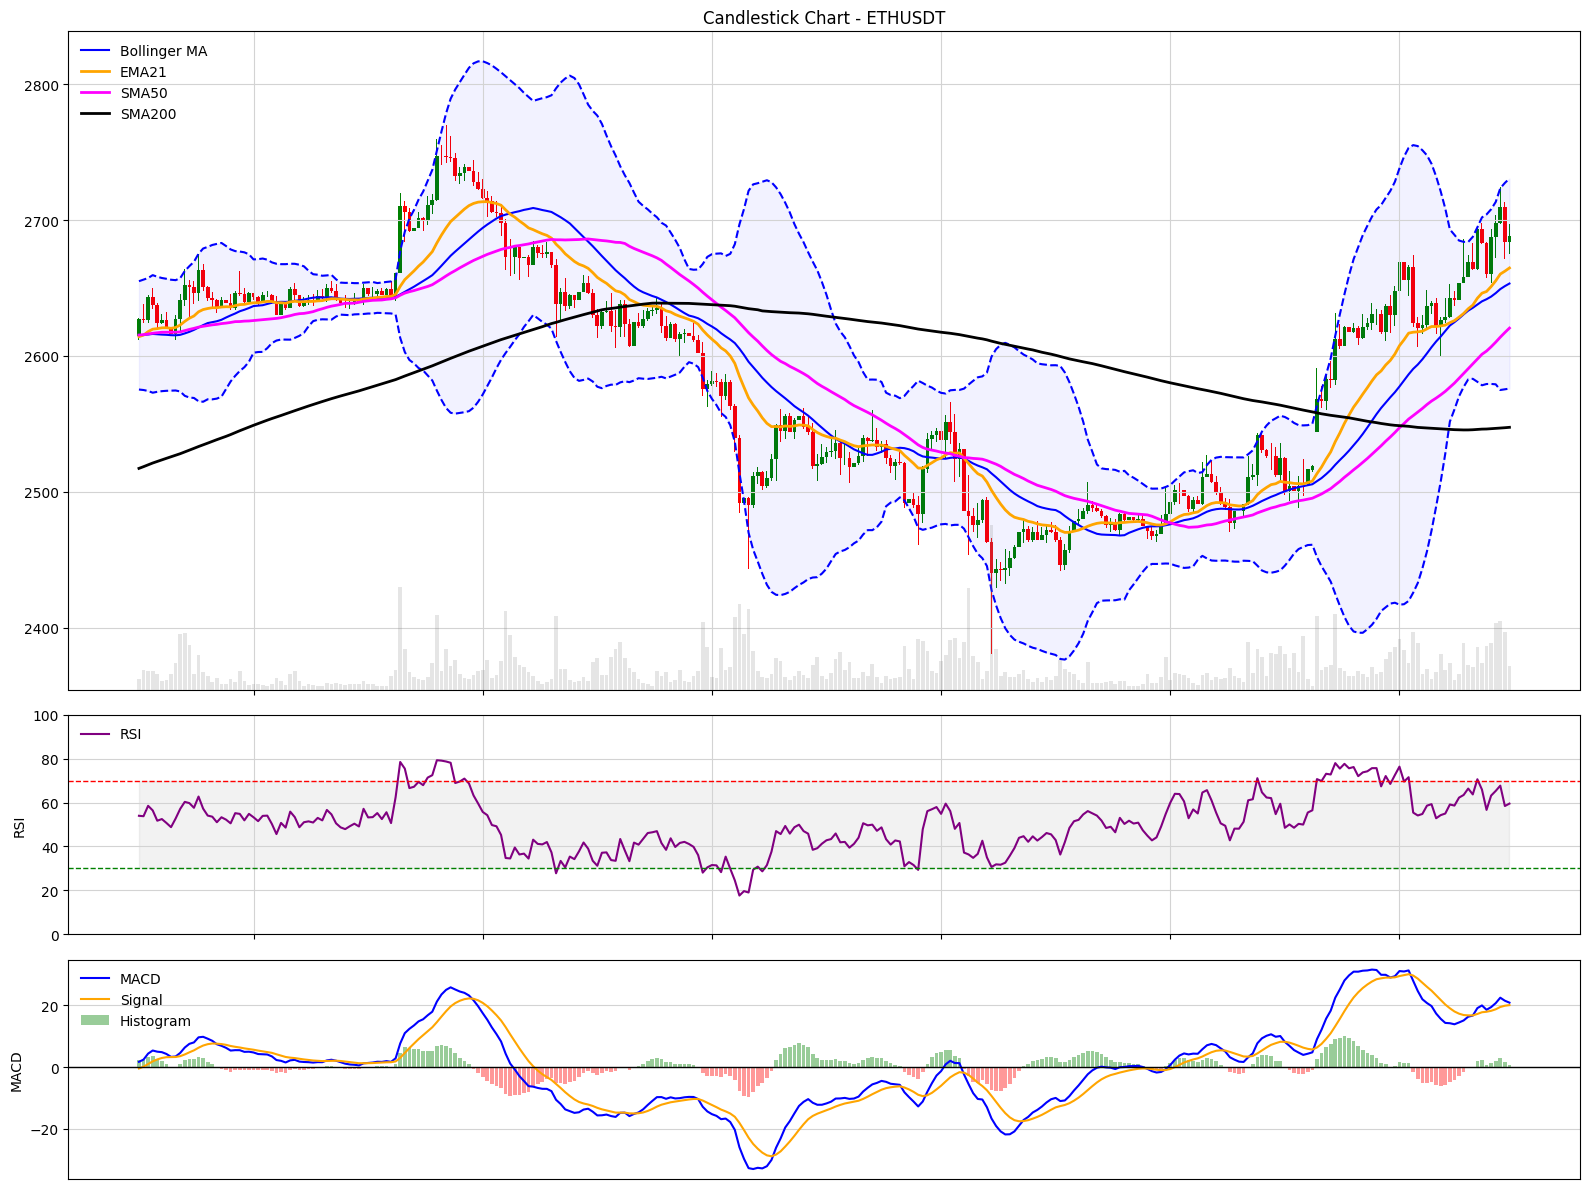 Candlestick Chart - ETHUSDT
Bollinger MA
EMA21
SMA50
SMA200
2800
2700
2600
2500
2400
100
RSI
80
60
RSI
40
20
0
MACD
Signal
Histogram
20
0
MACD
−20